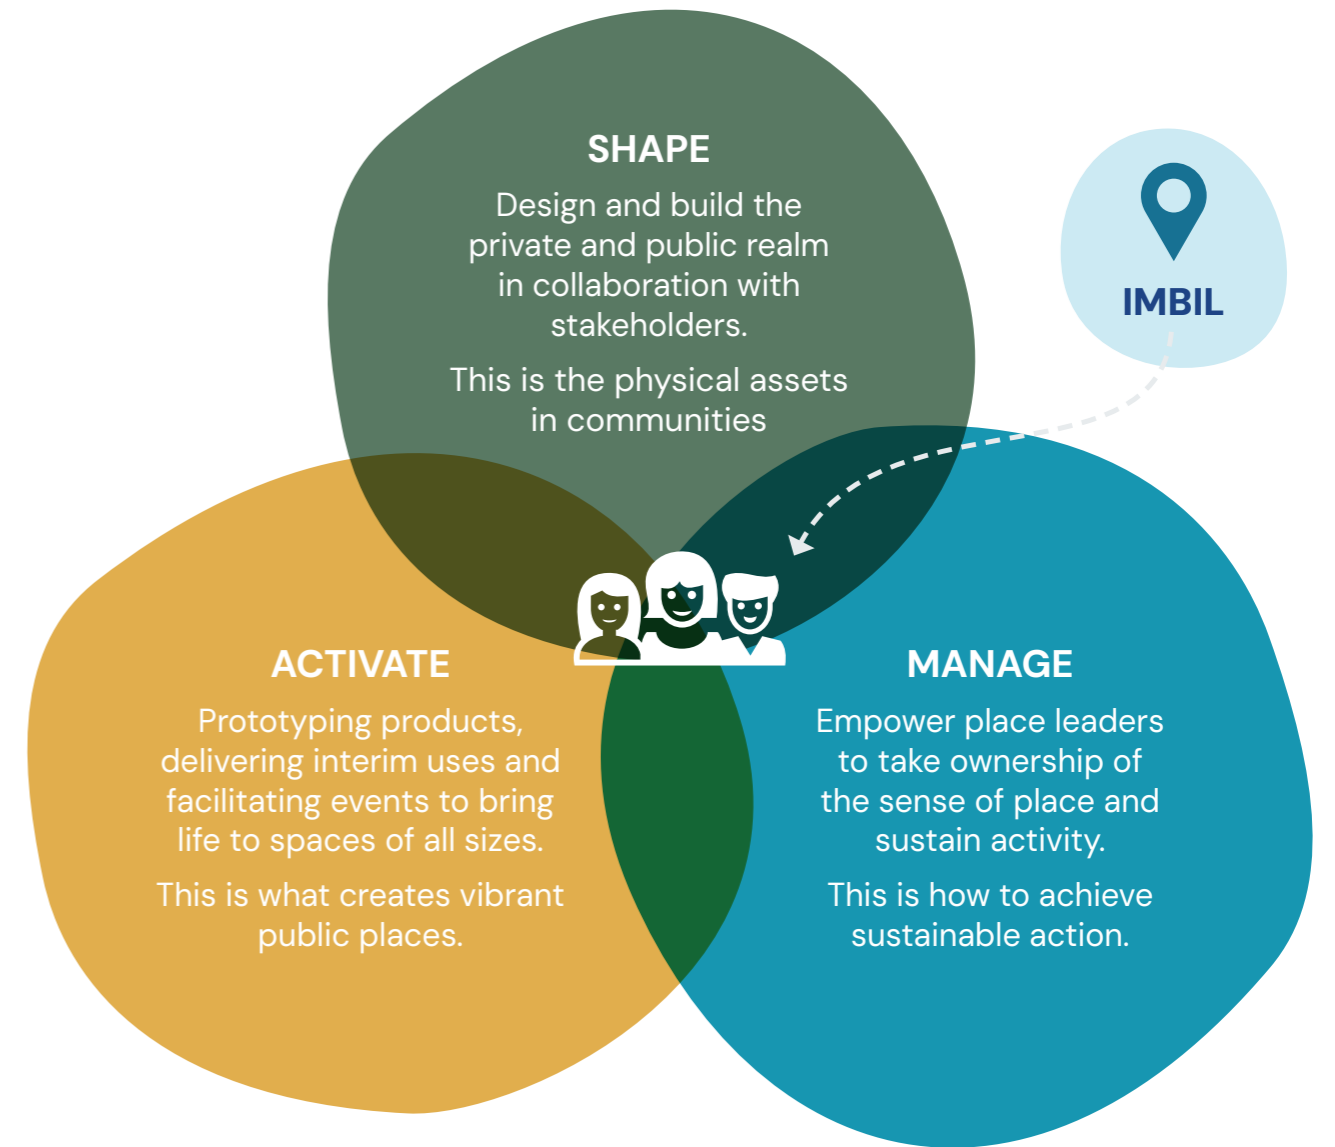 SHAPE
Design and build the
private and public realm
in collaboration with
stakeholders.
This is the physical assets
in communities
IMBIL
ACTIVATE
Prototyping products,
delivering interim uses and
facilitating events to bring
life to spaces of all sizes.
This is what creates vibrant
public places.
MANAGE
Empower place leaders
to take ownership of
the sense of place and
sustain activity.
This is how to achieve
sustainable action.